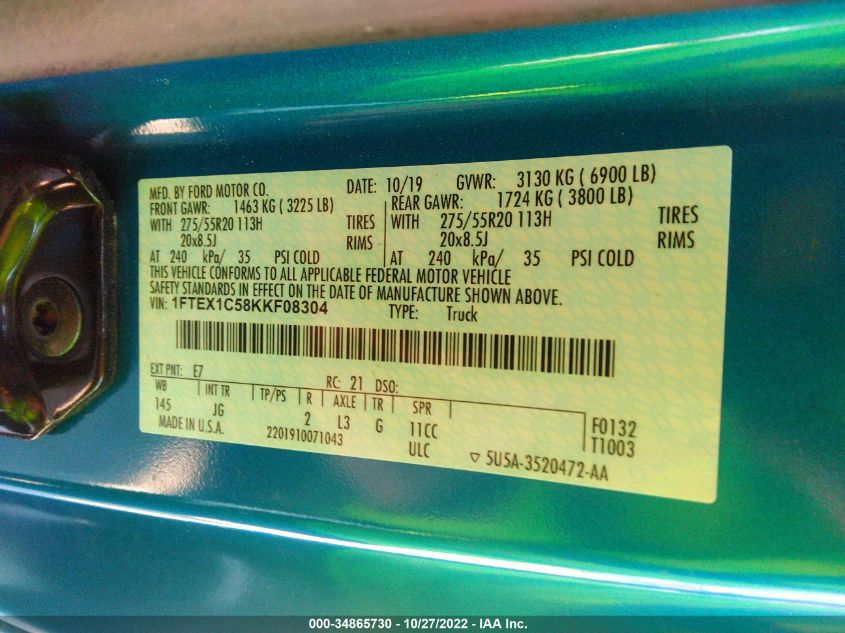 MFD. BY FORD MOTOR CO. DATE: 10/19 GVWR: 3130 KG ( 6900 LB)
FRONT GAWR: 1463 KG ( 3225 LB) REAR GAWR: 1724 KG ( 3800 LB)
WITH 275/55R20 113H TIRES WITH 275/55R20 113H TIRES
20x8.5J RIMS 20x8.5J RIMS
AT 240 kPa/ 35 PSI COLD AT 240 kPa/ 35 PSI COLD
THIS VEHICLE CONFORMS TO ALL APPLICABLE FEDERAL MOTOR VEHICLE
SAFETY STANDARDS IN EFFECT ON THE DATE OF MANUFACTURE SHOWN ABOVE.
VIN: 1FTEX1C58KKF08304 TYPE: Truck
EXT PNT: E7 RC: 21 DSO:
WB INT TR TP/PS R AXLE TR SPR
145 JG 2 L3 G 11CC F0132
MADE IN U.S.A. 2201910071043 ULC T1003
▽ 5U5A-3520472-AA
000-34865730 - 10/27/2022 - IAA Inc.